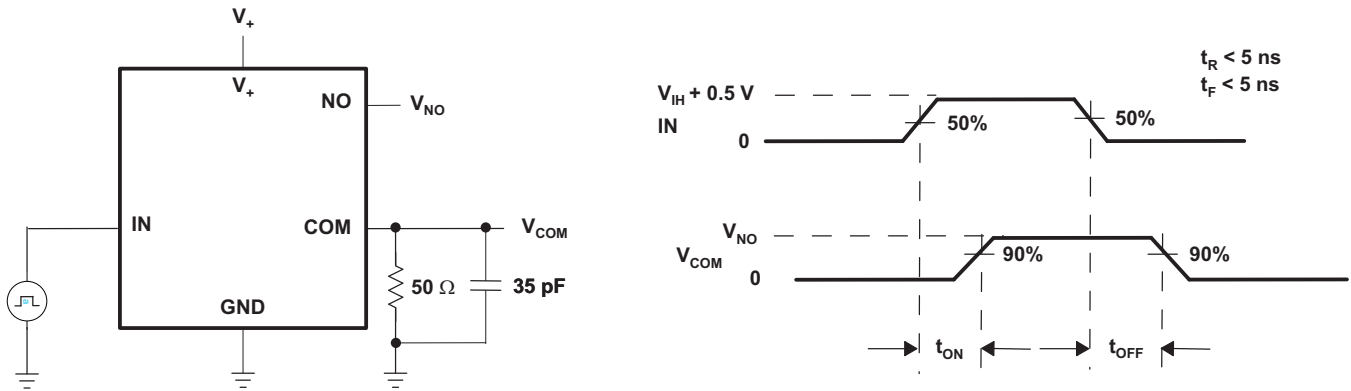 V+
V+
NO
VNO
IN
COM
VCOM
50 Ω
35 pF
GND
tR < 5 ns
tF < 5 ns
VIH + 0.5 V
IN
0
50%
50%
VNO
VCOM
0
90%
90%
tON
tOFF